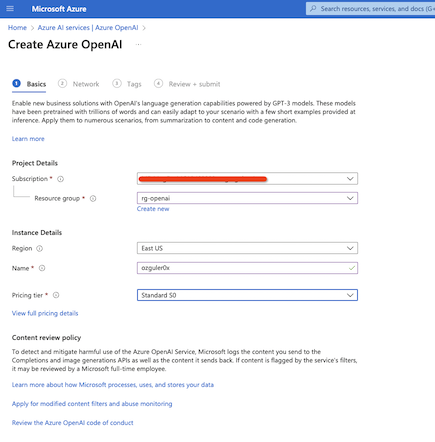 Microsoft Azure
Search resources, services, and docs (G+
Home > Azure AI services | Azure OpenAI >
Create Azure OpenAI ...
1 Basics 2 Network 3 Tags 4 Review + submit
Enable new business solutions with OpenAI's language generation capabilities powered by GPT-3 models. These models
have been pretrained with trillions of words and can easily adapt to your scenario with a few short examples provided at
inference. Apply them to numerous scenarios, from summarization to content and code generation.
Learn more
Project Details
Subscription *
Resource group * rg-openai
Create new
Instance Details
Region East US
Name * ozguler0x
Pricing tier * Standard S0
View full pricing details
Content review policy
To detect and mitigate harmful use of the Azure OpenAI Service, Microsoft logs the content you send to the
Completions and image generations APIs as well as the content it sends back. If content is flagged by the service's filters,
it may be reviewed by a Microsoft full-time employee.
Learn more about how Microsoft processes, uses, and stores your data
Apply for modified content filters and abuse monitoring
Review the Azure OpenAI code of conduct